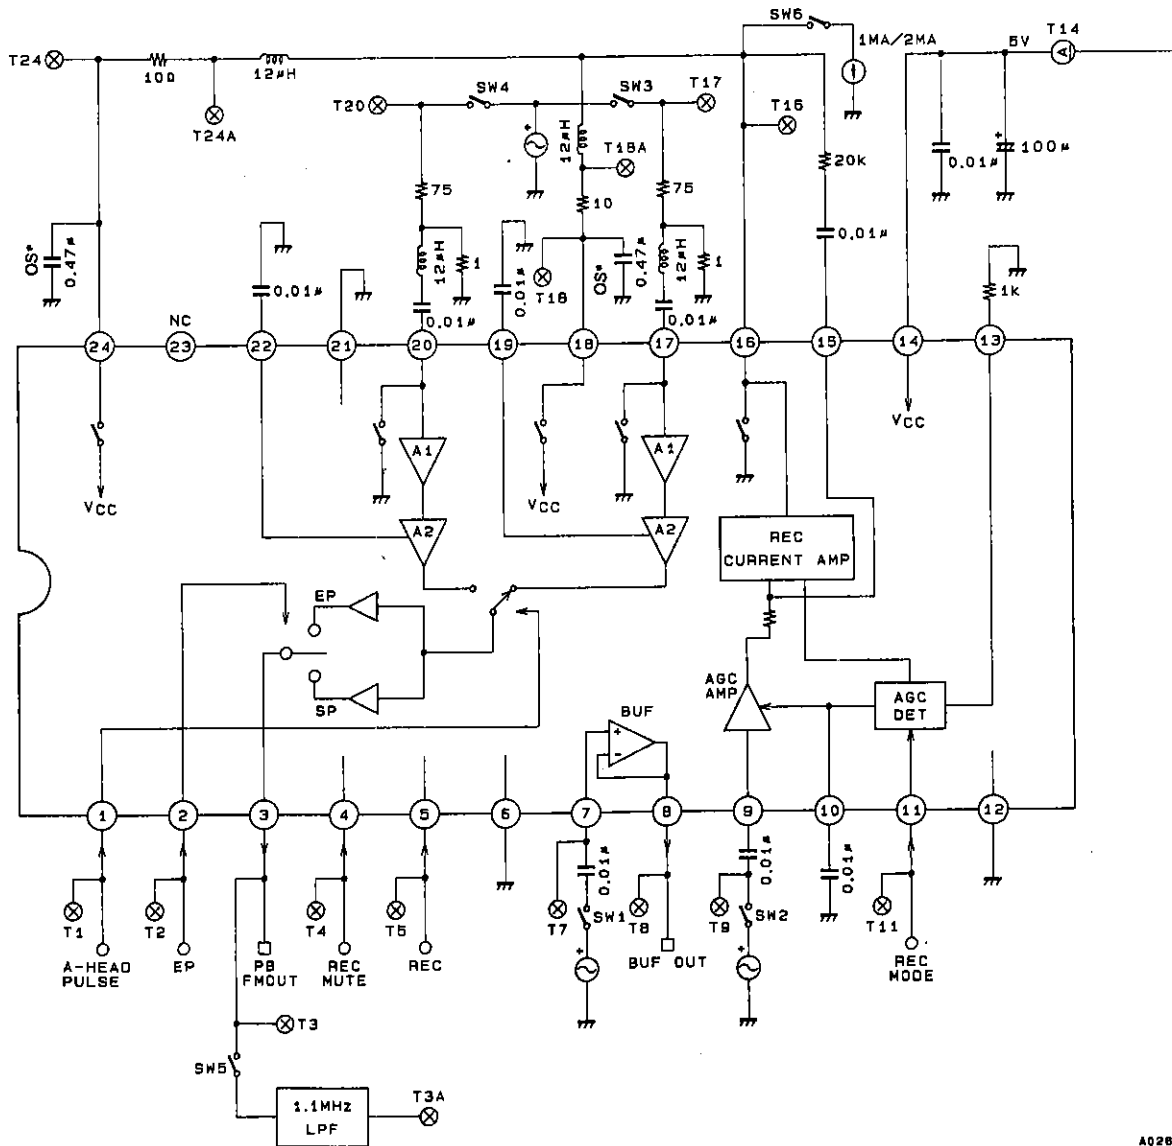 SW6
1MA/2MA
5V
T14
A
T24
10Ω
12μH
T24A
T20
SW4
SW3
T17
T16
12μH
T18A
20k
0.01μ
100μ
75
10
75
OS*
0.47μ
0.01μ
12μH
1
0.01μ
0.01μ
T18
OS*
0.47μ
12μH
1
0.01μ
0.01μ
1k
NC
24
23
22
21
20
19
18
17
16
15
14
13
A1
A1
VCC
VCC
VCC
A2
A2
REC
CURRENT AMP
EP
SP
AGC
AMP
AGC
DET
BUF
+
-
1
2
3
4
5
6
7
8
9
10
11
12
0.01μ
0.01μ
0.01μ
T1
T2
T4
T5
T7
SW1
T8
T9
SW2
T11
A-HEAD
PULSE
EP
PB
FMOUT
REC
MUTE
REC
BUF OUT
REC
MODE
T3
SW5
1.1MHz
LPF
T3A